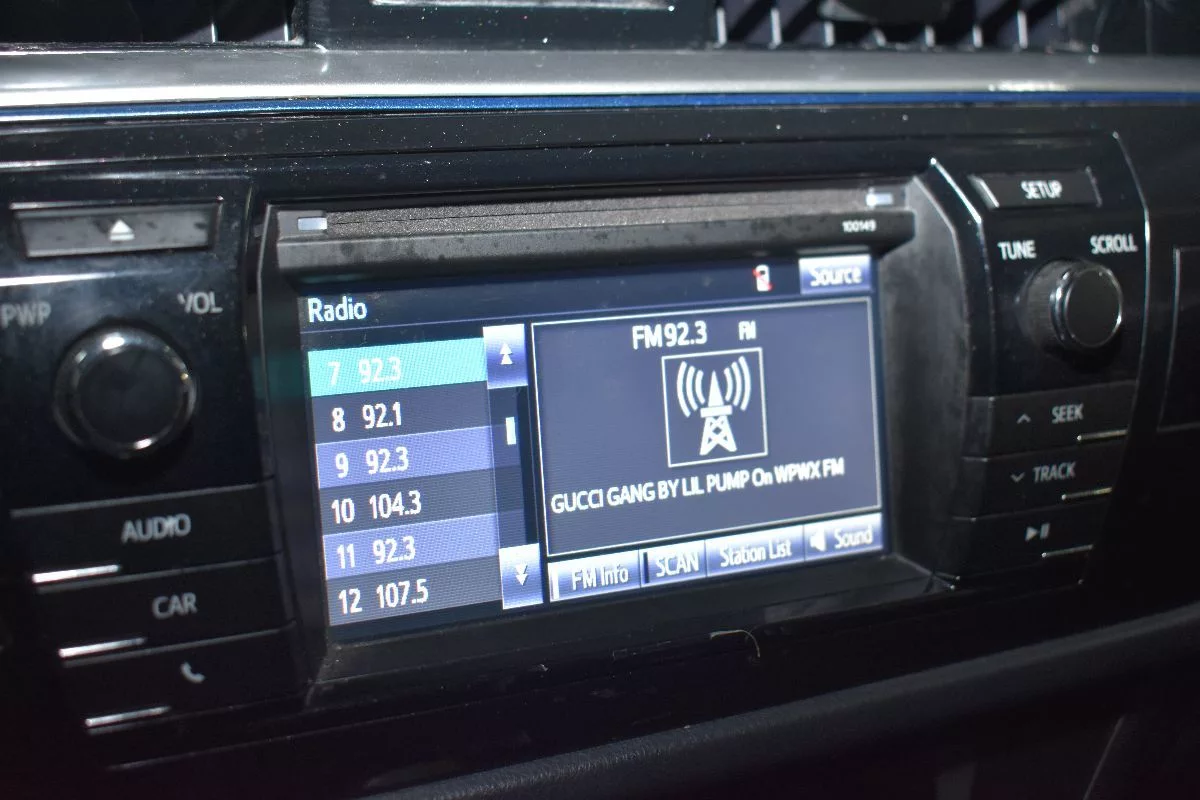 100149
SETUP
TUNE
SCROLL
PWP
VOL
Radio
Source
FM 92.3 FM
7 92.3
8 92.1
9 92.3
10 104.3
11 92.3
12 107.5
GUCCI GANG BY LIL PUMP On WPWX FM
FM Info
SCAN
Station List
Sound
AUDIO
CAR
SEEK
TRACK